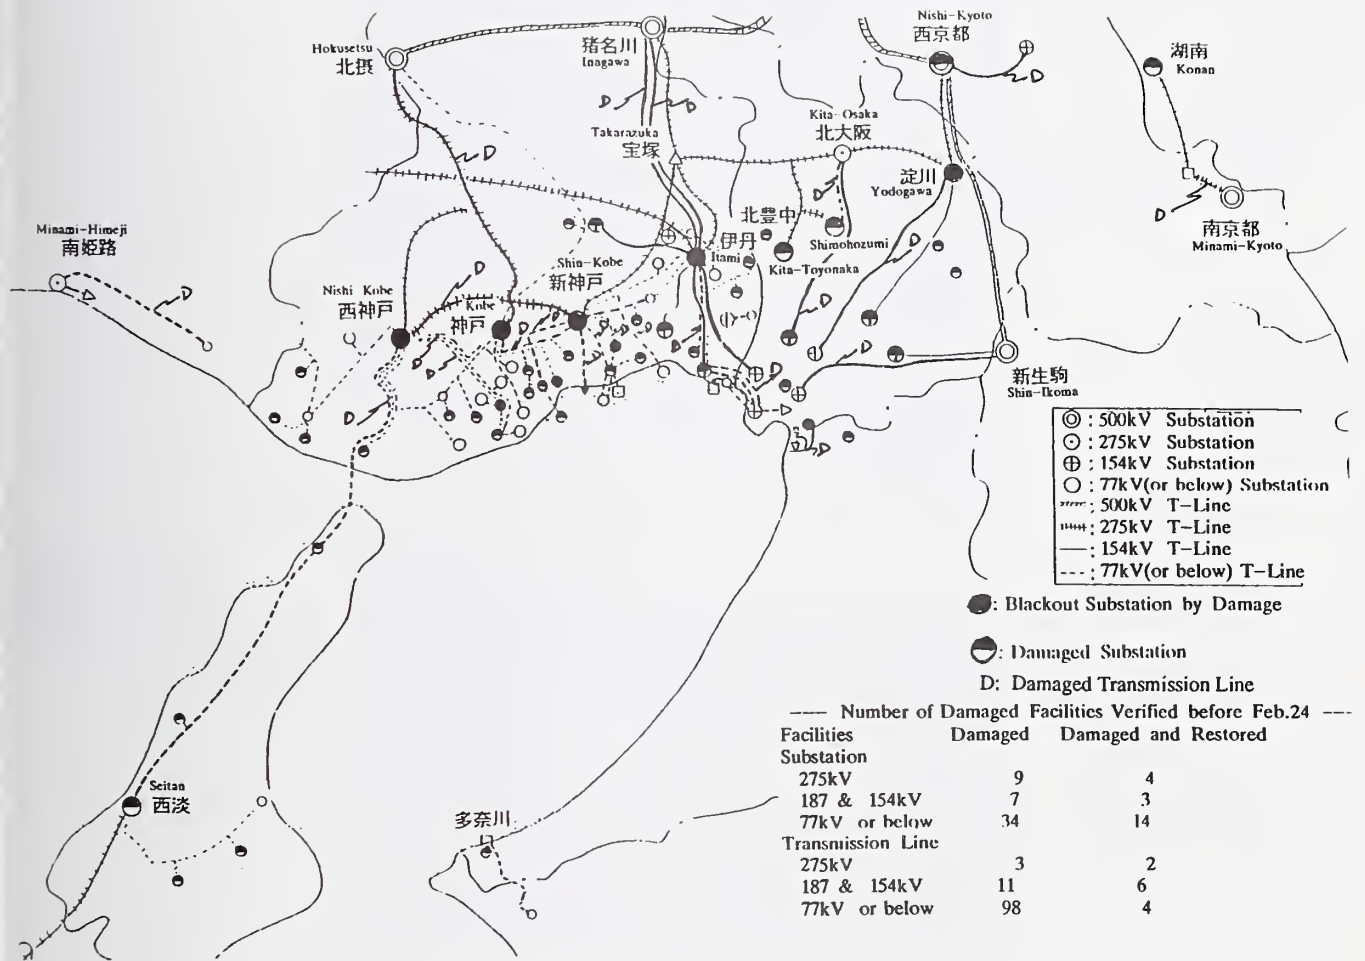 Nishi-Kyoto
西京都
Hokusetsu
北摂
猪名川
Inagawa
D
湖南
Konan
D
D
Kita-Osaka
北大阪
Takarazuka
宝塚
D
D
淀川
Yodogawa
北豊中
D
南京都
Minami-Kyoto
Minami-Himeji
南姫路
伊丹
Itami
Shimohozumi
Kita-Toyonaka
D
Shin-Kobe
新神戸
Nishi Kobe
西神戸
Kobe
神戸
D
D
D
D
D
D
D
D
D
D
D
新生駒
Shin-Ikoma
: 500kV Substation
: 275kV Substation
: 154kV Substation
: 77kV(or below) Substation
: 500kV T-Line
: 275kV T-Line
: 154kV T-Line
: 77kV(or below) T-Line
: Blackout Substation by Damage
: Damaged Substation
D: Damaged Transmission Line
Number of Damaged Facilities Verified before Feb.24
Facilities Damaged Damaged and Restored
Substation
275kV 9 4
187 & 154kV 7 3
77kV or below 34 14
Transmission Line
275kV 3 2
187 & 154kV 11 6
77kV or below 98 4
Seitan
西淡
多奈川